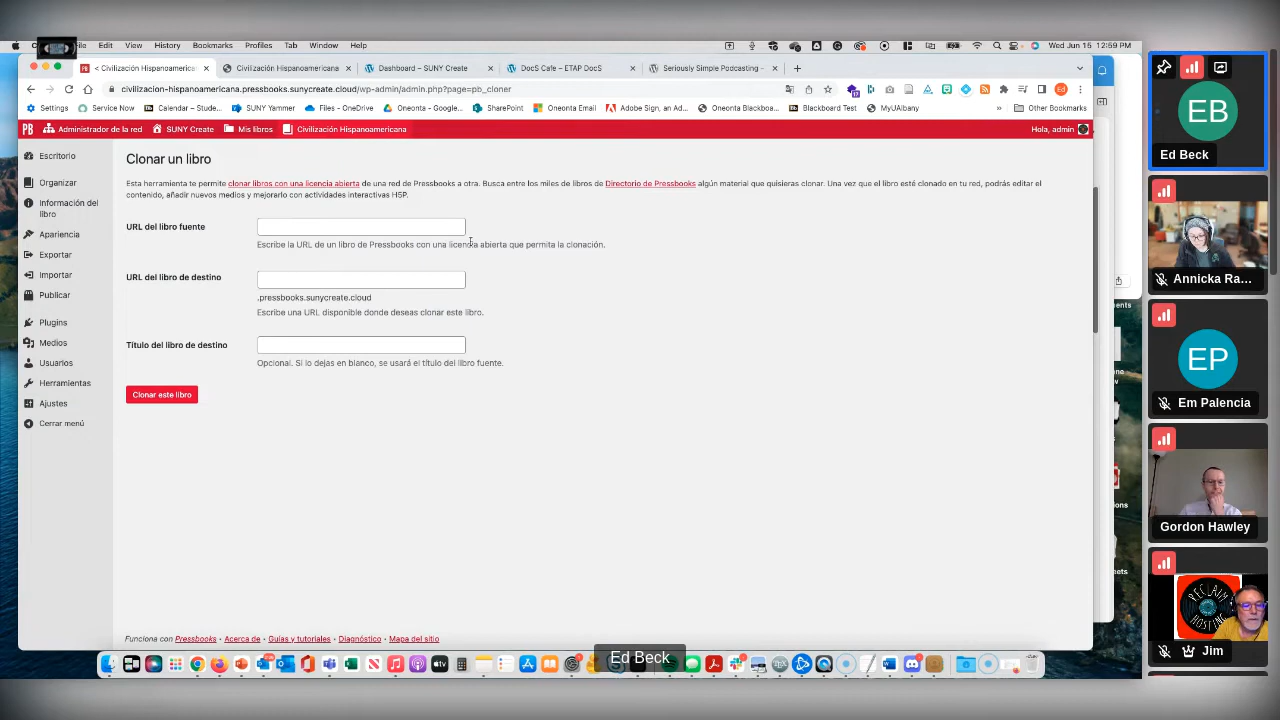 File Edit View History Bookmarks Profiles Tab Window Help
Wed Jun 15 12:59 PM
< Civilización Hispanoamerica
Civilización Hispanoamericana
Dashboard – SUNY Create
DocS Cafe – ETAP DocS
Seriously Simple Podcasting –
civilizacion-hispanoamericana.pressbooks.sunycreate.cloud/wp-admin/admin.php?page=pb_cloner
Settings
Service Now
Calendar – Stude...
SUNY Yammer
Files – OneDrive
Oneonta - Google...
SharePoint
Oneonta Email
Adobe Sign, an Ad...
Oneonta Blackboa...
Blackboard Test
MyUAlbany
»
Other Bookmarks
PB
Administrador de la red
SUNY Create
Mis libros
Civilización Hispanoamericana
Hola, admin
Escritorio
Organizar
Información del
libro
Apariencia
Exportar
Importar
Publicar
Plugins
Medios
Usuarios
Herramientas
Ajustes
Cerrar menú
Clonar un libro
Esta herramienta te permite clonar libros con una licencia abierta de una red de Pressbooks a otra. Busca entre los miles de libros de Directorio de Pressbooks algún material que quisieras clonar. Una vez que el libro esté clonado en tu red, podrás editar el
contenido, añadir nuevos medios y mejorarlo con actividades interactivas H5P.
URL del libro fuente
Escribe la URL de un libro de Pressbooks con una licencia abierta que permita la clonación.
URL del libro de destino
.pressbooks.sunycreate.cloud
Escribe una URL disponible donde deseas clonar este libro.
Título del libro de destino
Opcional. Si lo dejas en blanco, se usará el título del libro fuente.
Clonar este libro
Funciona con Pressbooks • Acerca de • Guías y tutoriales • Diagnóstico • Mapa del sitio
Ed Beck
EB
Ed Beck
Annicka Ra...
EP
Em Palencia
Gordon Hawley
RECLAIM
HOSTING
Jim